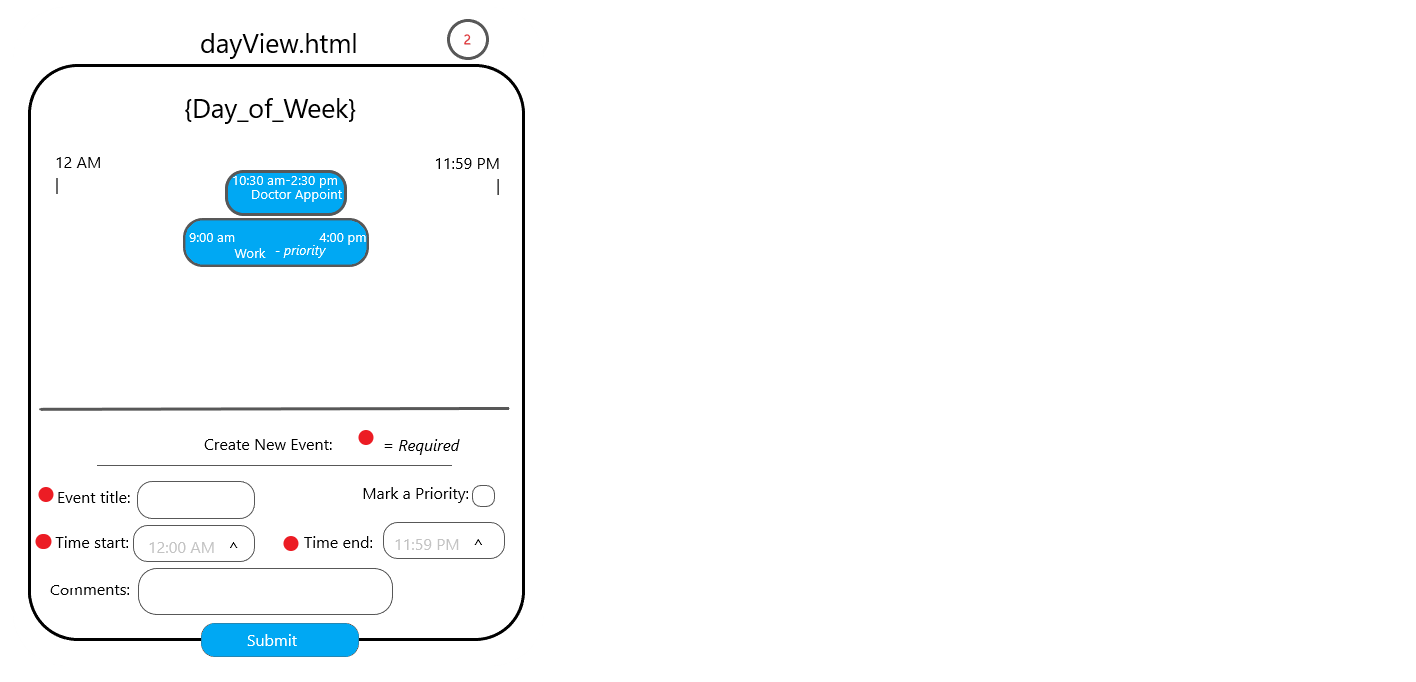 dayView.html
2
{Day_of_Week}
12 AM
11:59 PM
10:30 am-2:30 pm
Doctor Appoint
9:00 am 4:00 pm
Work - priority
Create New Event: = Required
Event title:
Mark a Priority:
Time start: 12:00 AM ^
Time end: 11:59 PM ^
Comments:
Submit